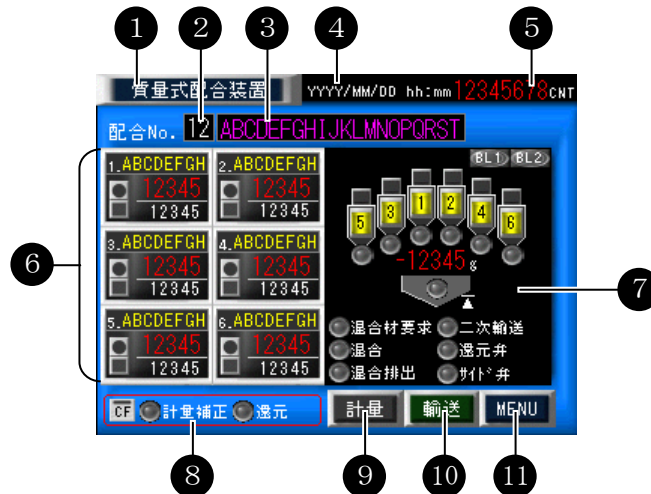 1 2 3 4 5
質量式配合装置 YYYY/MM/DD hh:mm 12345678CNT
配合No. 12 ABCDEFGHIJKLMNOPQRST
BL1 BL2
1.ABCDEFGH 2.ABCDEFGH
12345 12345
12345 12345
5 3 1 2 4 6
3.ABCDEFGH 4.ABCDEFGH
12345 12345
12345 12345
-12345 g
6 7
5.ABCDEFGH 6.ABCDEFGH
12345 12345
12345 12345
混合材要求 二次輸送
混合 還元弁
混合排出 サイド弁
CF 計量補正 還元 計量 輸送 MENU
8 9 10 11